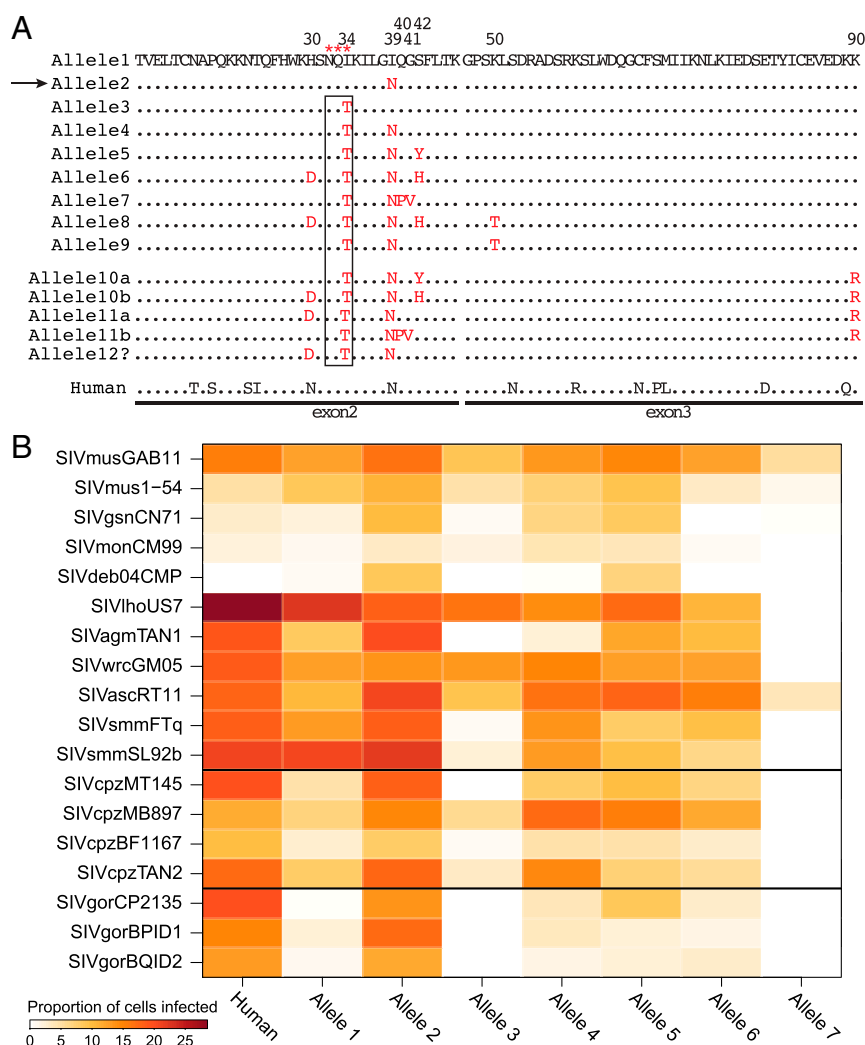 A
40 42
30 34 39 41 50 90
***
Allele1 TVELTCNAPQKKNTQFHWKHSNQIKILGIQGSFLTK GPSKLSDRADSRKSLWDQGCFSMIIKNLKIEDSETYICEVEDKK
Allele2 ............................N....... ............................................
Allele3 .......................T............ ............................................
Allele4 .......................T....N....... ............................................
Allele5 .......................T....N..Y.... ............................................
Allele6 ...................D...T....N..H.... ............................................
Allele7 .......................T....NPV..... ............................................
Allele8 ...................D...T....N..H.... ...T........................................
Allele9 .......................T....N....... ...T........................................
Allele10a .......................T....N..Y.... ...........................................R
Allele10b ...................D...T....N..H.... ...........................................R
Allele11a ...................D...T....N....... ...........................................R
Allele11b .......................T....NPV..... ...........................................R
Allele12? ...................D...T....N....... ............................................
Human ......T.S...SI.....N........N....... .....N......R......N.PL..........D........Q.
exon2 exon3
B
SIVmusGAB11
SIVmus1−54
SIVgsnCN71
SIVmonCM99
SIVdeb04CMP
SIVlhoUS7
SIVagmTAN1
SIVwrcGM05
SIVascRT11
SIVsmmFTq
SIVsmmSL92b
SIVcpzMT145
SIVcpzMB897
SIVcpzBF1167
SIVcpzTAN2
SIVgorCP2135
SIVgorBPID1
SIVgorBQID2
Human Allele 1 Allele 2 Allele 3 Allele 4 Allele 5 Allele 6 Allele 7
Proportion of cells infected
0 5 10 15 20 25